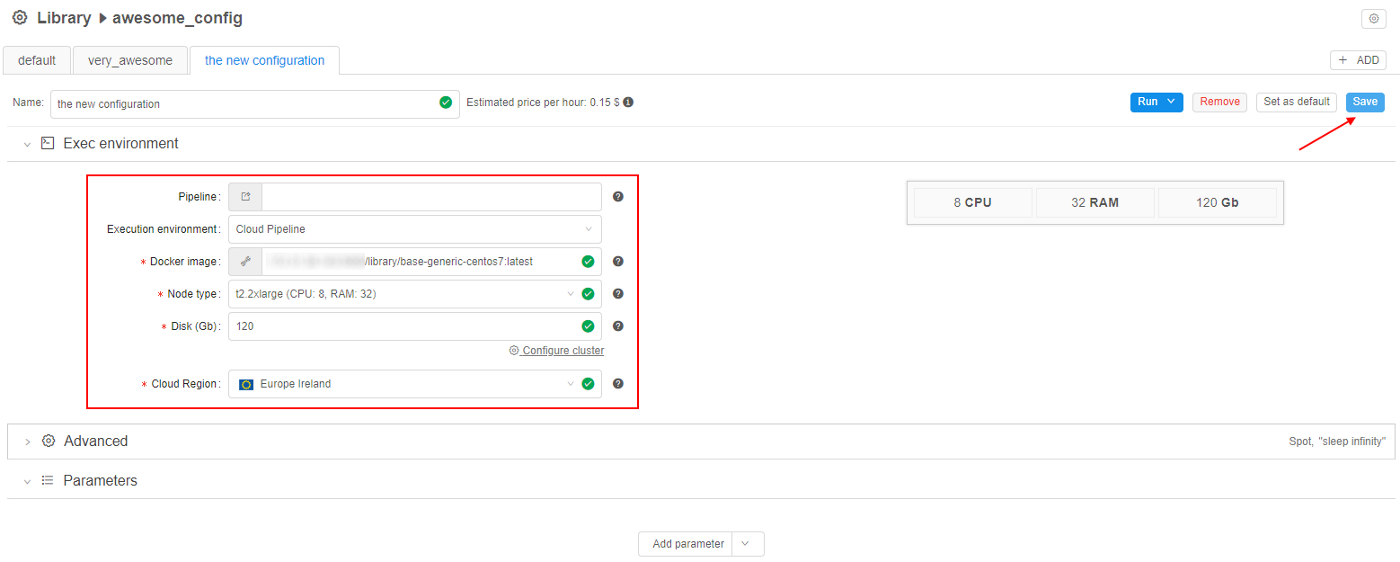 Library awesome_config
default very_awesome the new configuration + ADD
Name: the new configuration Estimated price per hour: 0.15 $ Run Remove Set as default Save
Exec environment
Pipeline:
8 CPU 32 RAM 120 Gb
Execution environment: Cloud Pipeline
* Docker image: /library/base-generic-centos7:latest
* Node type: t2.2xlarge (CPU: 8, RAM: 32)
* Disk (Gb): 120
Configure cluster
* Cloud Region: Europe Ireland
Advanced Spot, "sleep infinity"
Parameters
Add parameter